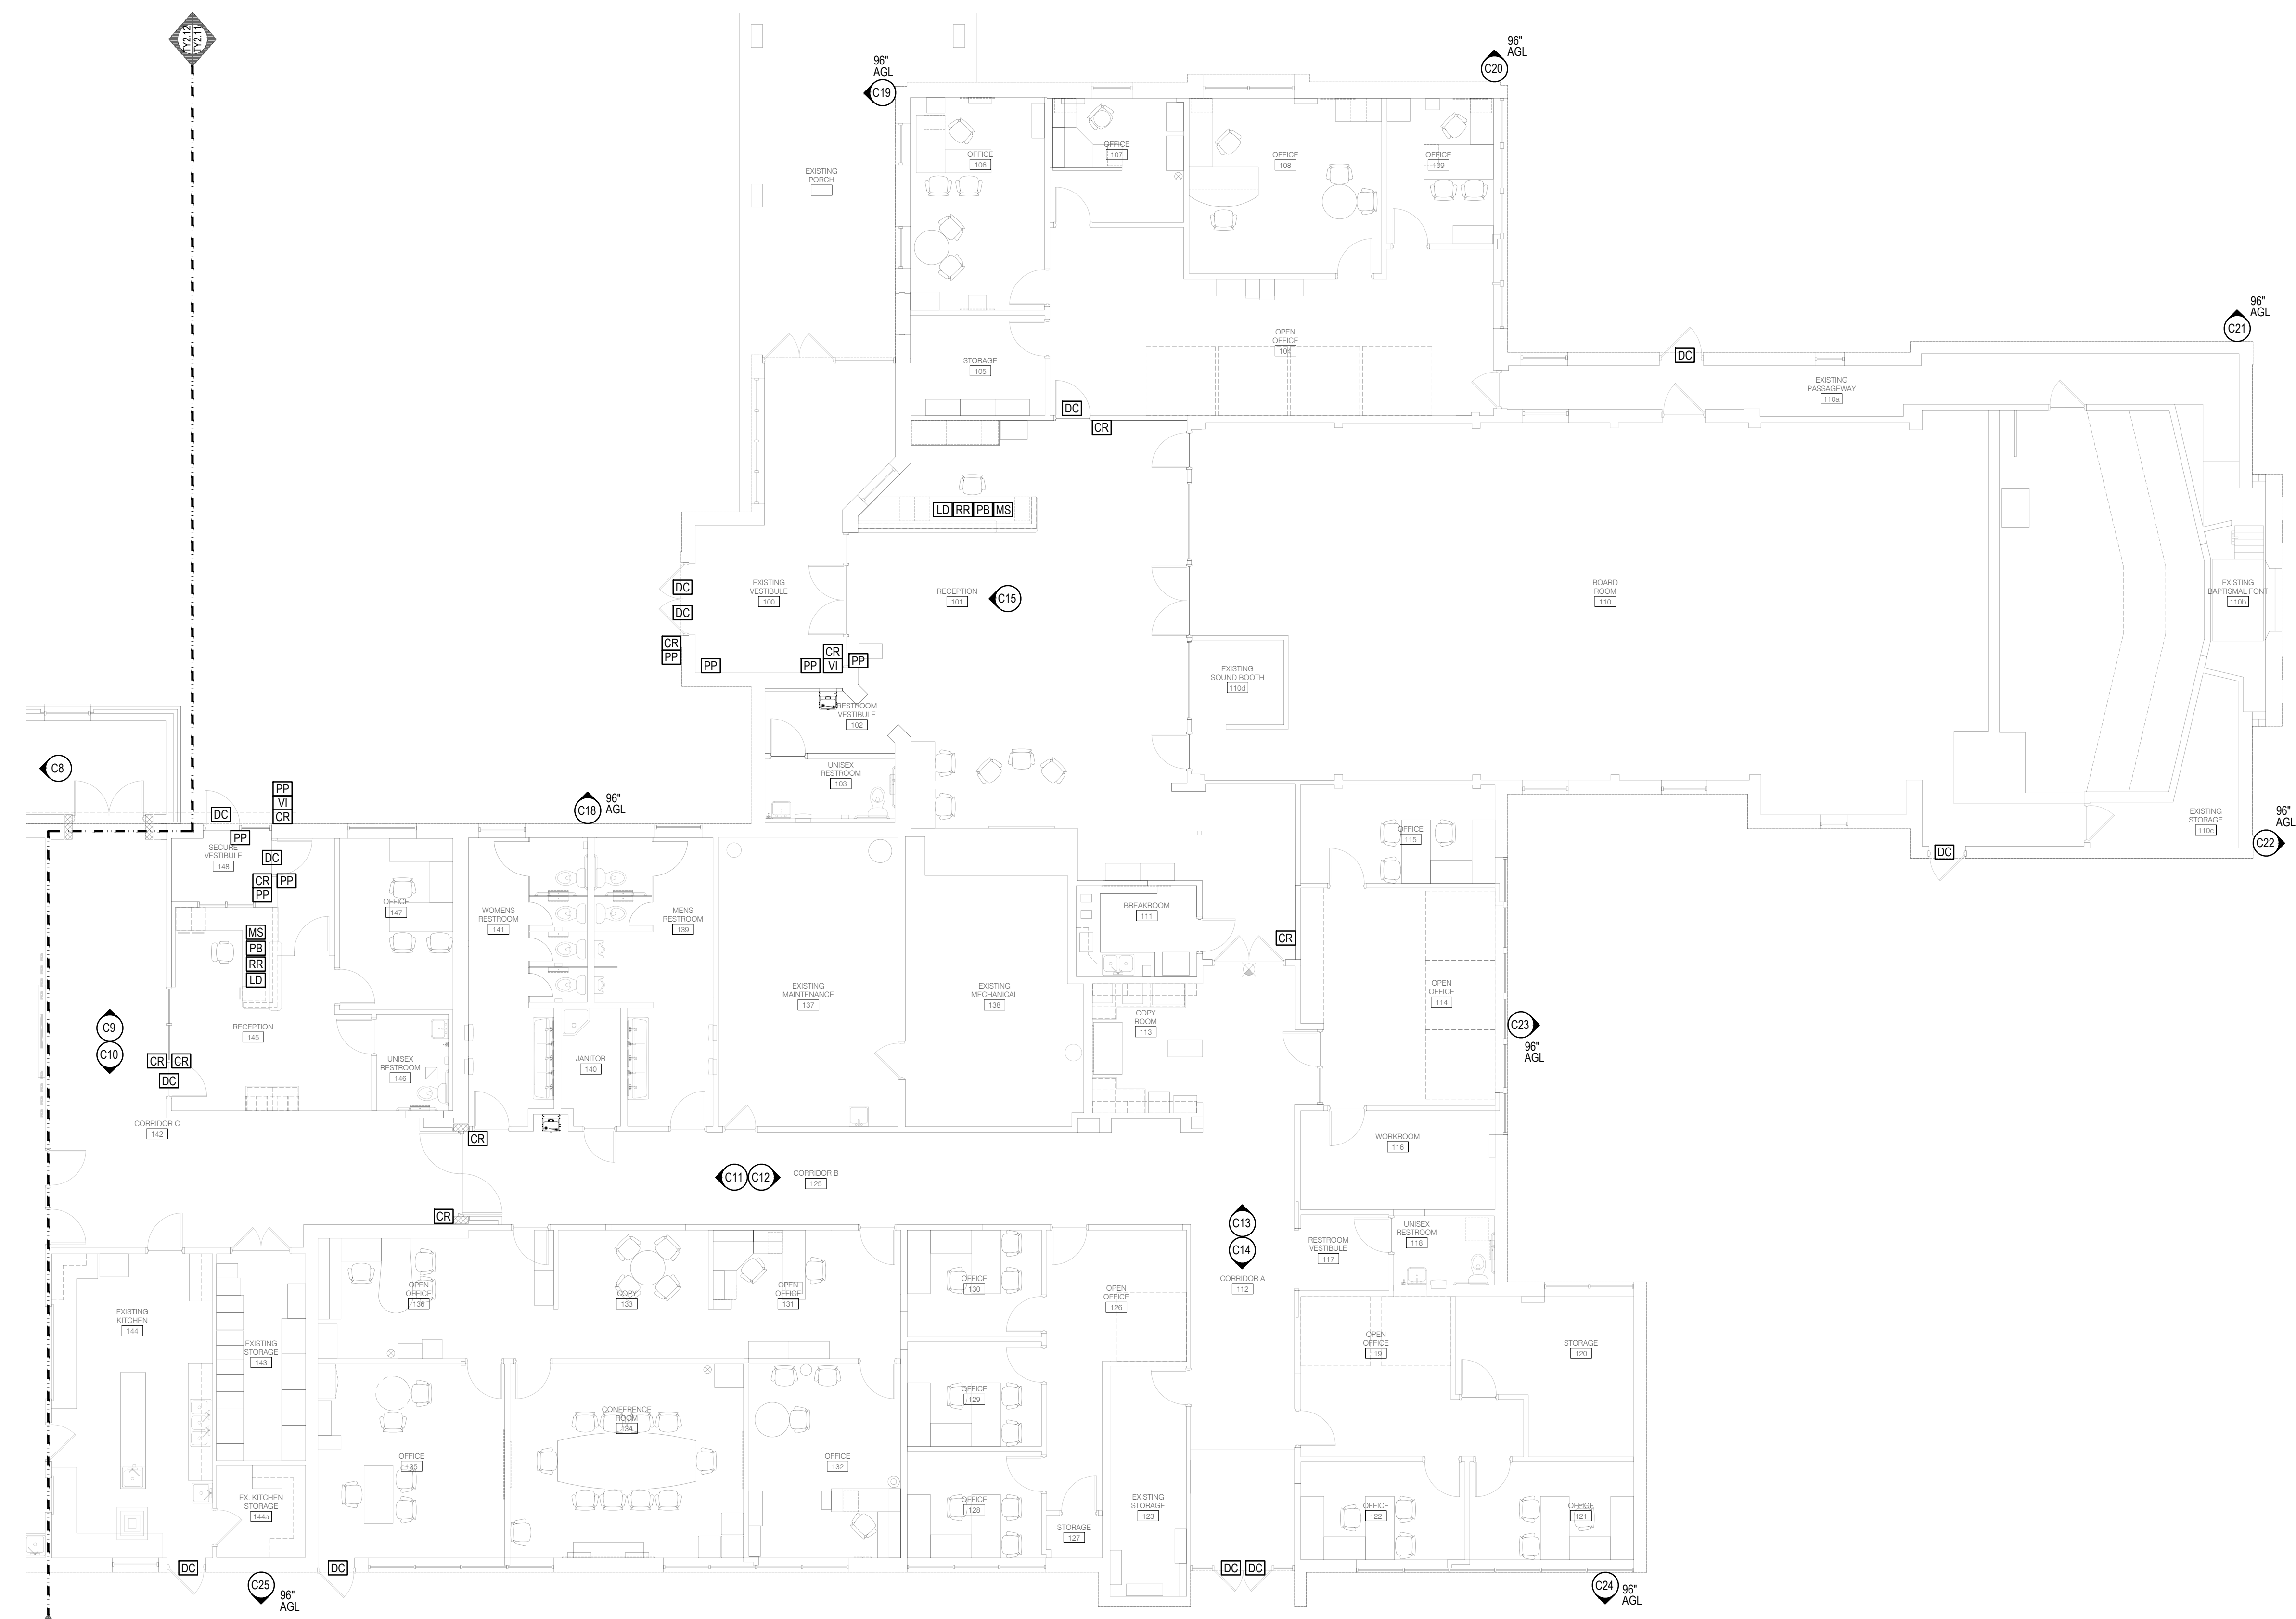 TY2.12
TY2.11
96"
AGL
C19
96"
AGL
C20
EXISTING
PORCH
OFFICE
106
OFFICE
107
OFFICE
108
OFFICE
109
96"
AGL
C21
OPEN
OFFICE
104
STORAGE
105
DC
EXISTING
PASSAGEWAY
110a
DC
CR
LD RR PB MS
EXISTING
VESTIBULE
100
DC
DC
RECEPTION
101
C15
BOARD
ROOM
110
EXISTING
BAPTISMAL FONT
110b
CR
PP
PP
PP
CR
VI
PP
EXISTING
SOUND BOOTH
110d
RESTROOM
VESTIBULE
102
C8
UNISEX
RESTROOM
103
PP
VI
CR
DC
C18
96"
AGL
EXISTING
STORAGE
110c
96"
AGL
C22
DC
PP
SECURE
VESTIBULE
148
DC
OFFICE
115
CR
PP
PP
OFFICE
147
WOMENS
RESTROOM
141
MENS
RESTROOM
139
BREAKROOM
111
MS
PB
RR
LD
CR
EXISTING
MAINTENANCE
137
EXISTING
MECHANICAL
138
OPEN
OFFICE
114
COPY
ROOM
113
C9
C10
RECEPTION
145
C23
96"
AGL
CR CR
DC
UNISEX
RESTROOM
146
JANITOR
140
CORRIDOR C
142
CR
WORKROOM
116
C11 C12
CORRIDOR B
125
CR
C13
C14
CORRIDOR A
112
RESTROOM
VESTIBULE
117
UNISEX
RESTROOM
118
EXISTING
KITCHEN
144
EXISTING
STORAGE
143
OPEN
OFFICE
136
COPY
133
OPEN
OFFICE
131
OFFICE
130
OPEN
OFFICE
126
OPEN
OFFICE
119
STORAGE
120
OFFICE
129
CONFERENCE
ROOM
134
OFFICE
135
OFFICE
132
EX. KITCHEN
STORAGE
144a
OFFICE
128
STORAGE
127
EXISTING
STORAGE
123
OFFICE
122
OFFICE
121
DC
DC
DC DC
C25
96"
AGL
C24
96"
AGL